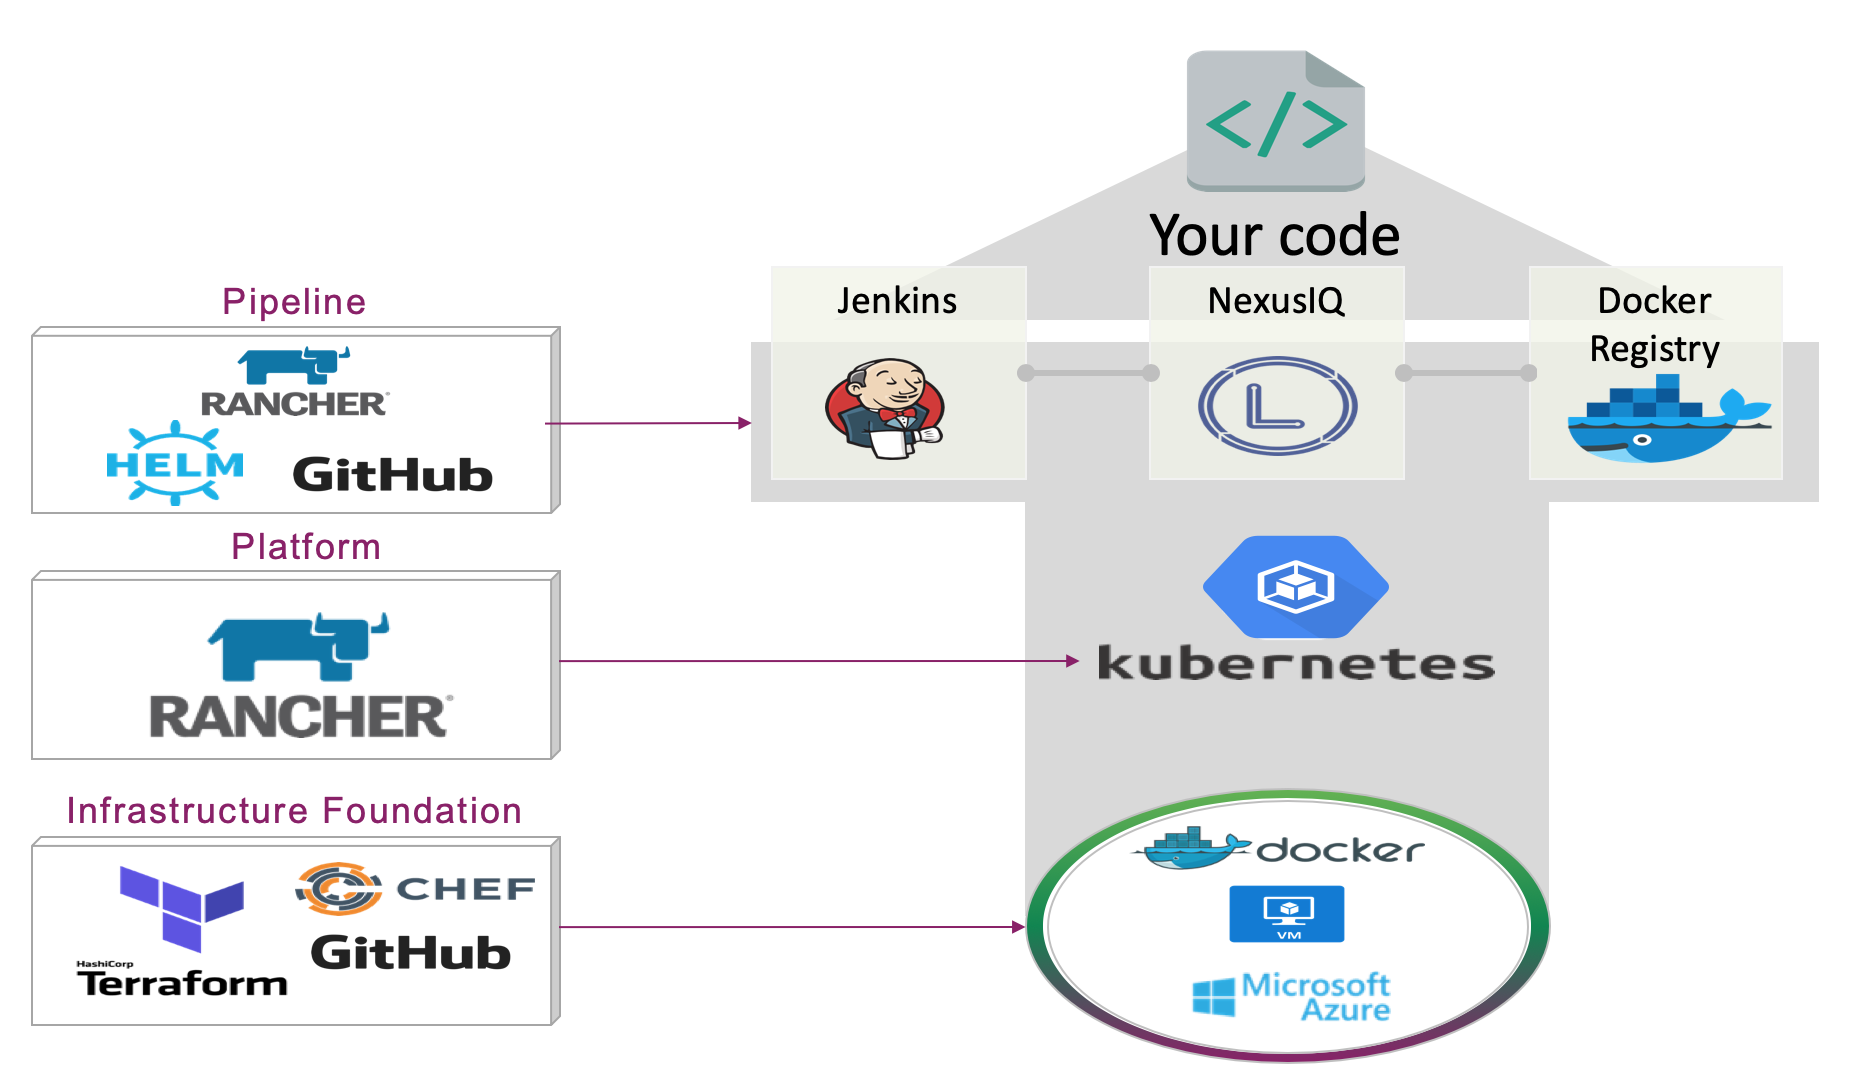 </>
Your code
Jenkins
NexusIQ
Docker
Registry
Pipeline
RANCHER®
HELM
GitHub
Platform
RANCHER®
kubernetes
Infrastructure Foundation
HashiCorp
Terraform
CHEF
GitHub
docker
VM
Microsoft
Azure